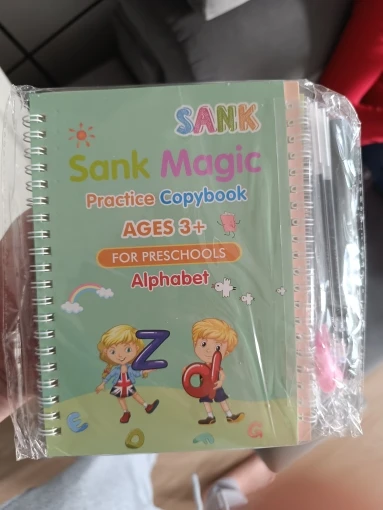 SANK
Sank Magic
Practice Copybook
AGES 3+
FOR PRESCHOOLS
Alphabet
Z d
E O a G